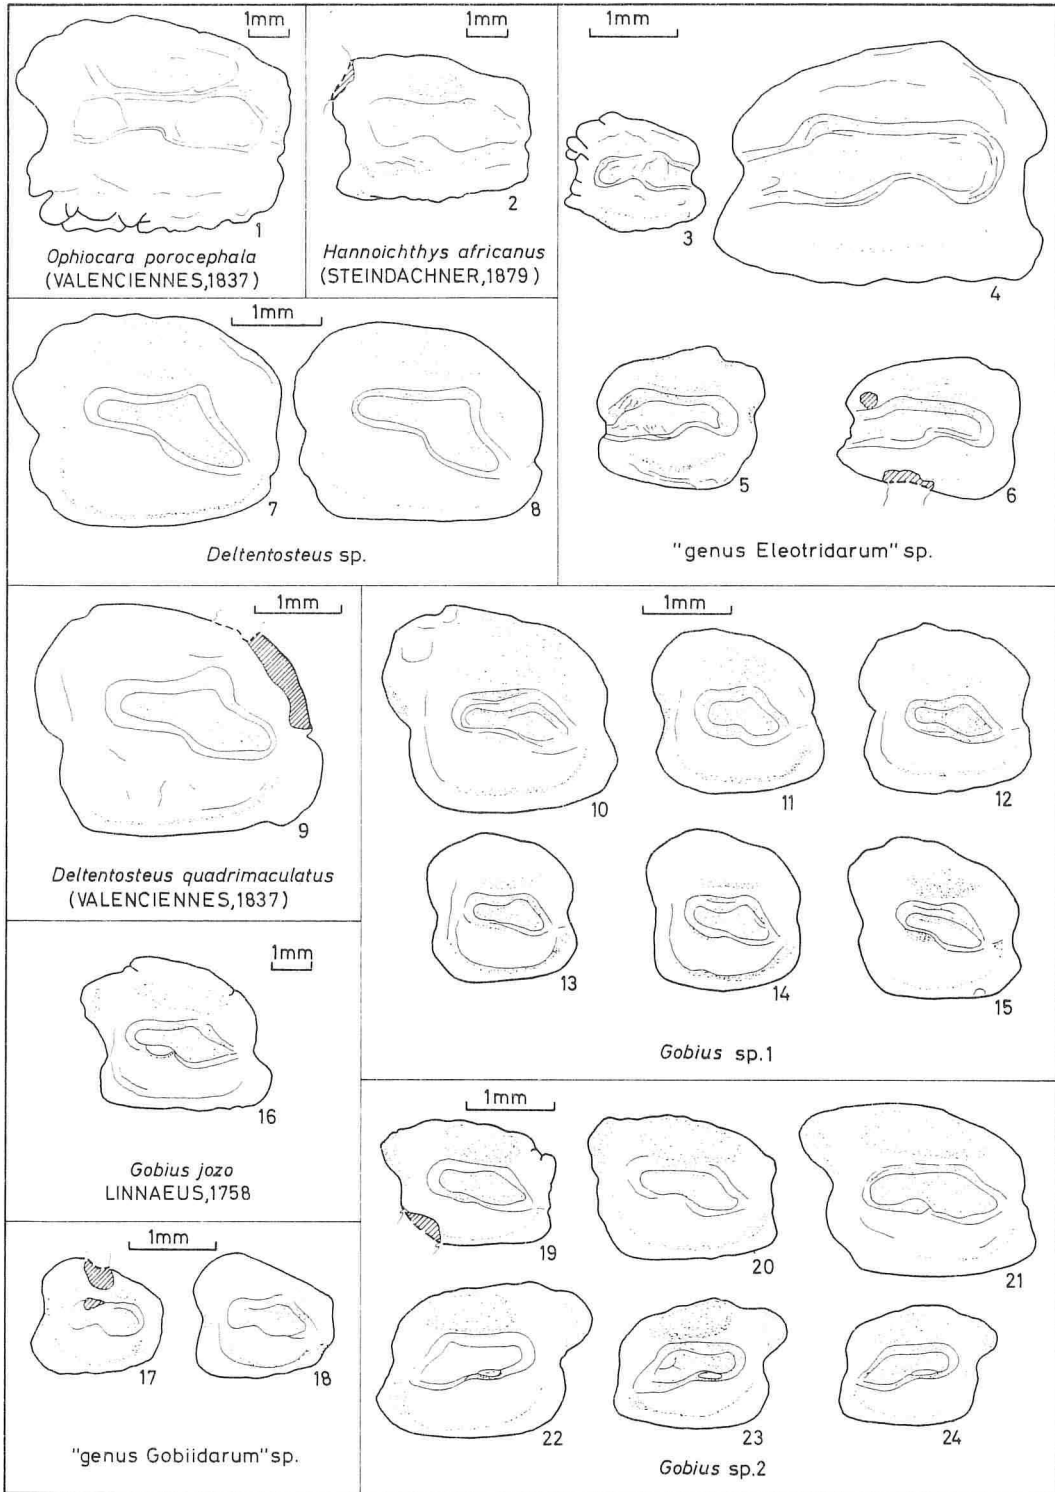 1mm
1
Ophiocara porocephala
(VALENCIENNES,1837)
1mm
2
Hannoichthys africanus
(STEINDACHNER,1879)
1mm
3
4
5
6
"genus Eleotridarum" sp.
1mm
7
8
Deltentosteus sp.
1mm
9
Deltentosteus quadrimaculatus
(VALENCIENNES,1837)
1mm
10
11
12
13
14
15
Gobius sp.1
1mm
16
Gobius jozo
LINNAEUS,1758
1mm
17
18
"genus Gobiidarum" sp.
1mm
19
20
21
22
23
24
Gobius sp.2